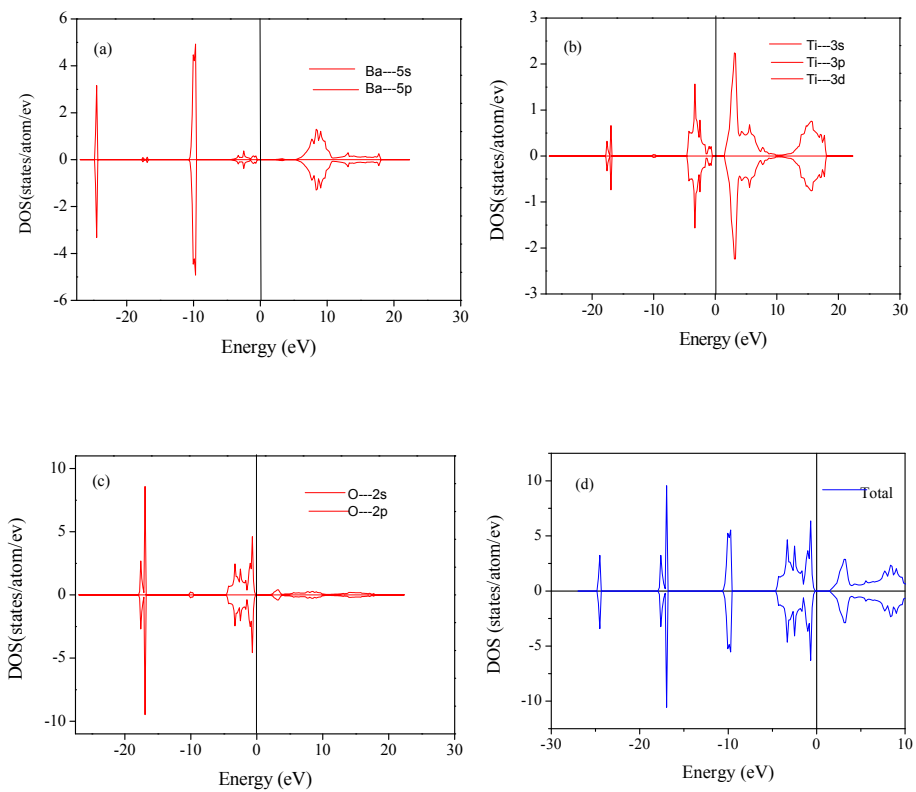 (a)
Ba---5s
Ba---5p
DOS(states/atom/ev)
6
4
2
0
-2
-4
-6
-20
-10
0
10
20
30
Energy (eV)
(b)
Ti---3s
Ti---3p
Ti---3d
DOS(states/atom/ev)
3
2
1
0
-1
-2
-3
-20
-10
0
10
20
30
Energy (eV)
(c)
O---2s
O---2p
DOS(states/atom/ev)
10
5
0
-5
-10
-20
-10
0
10
20
30
Energy (eV)
(d)
Total
DOS (states/atom/ev)
10
5
0
-5
-10
-30
-20
-10
0
10
Energy (eV)